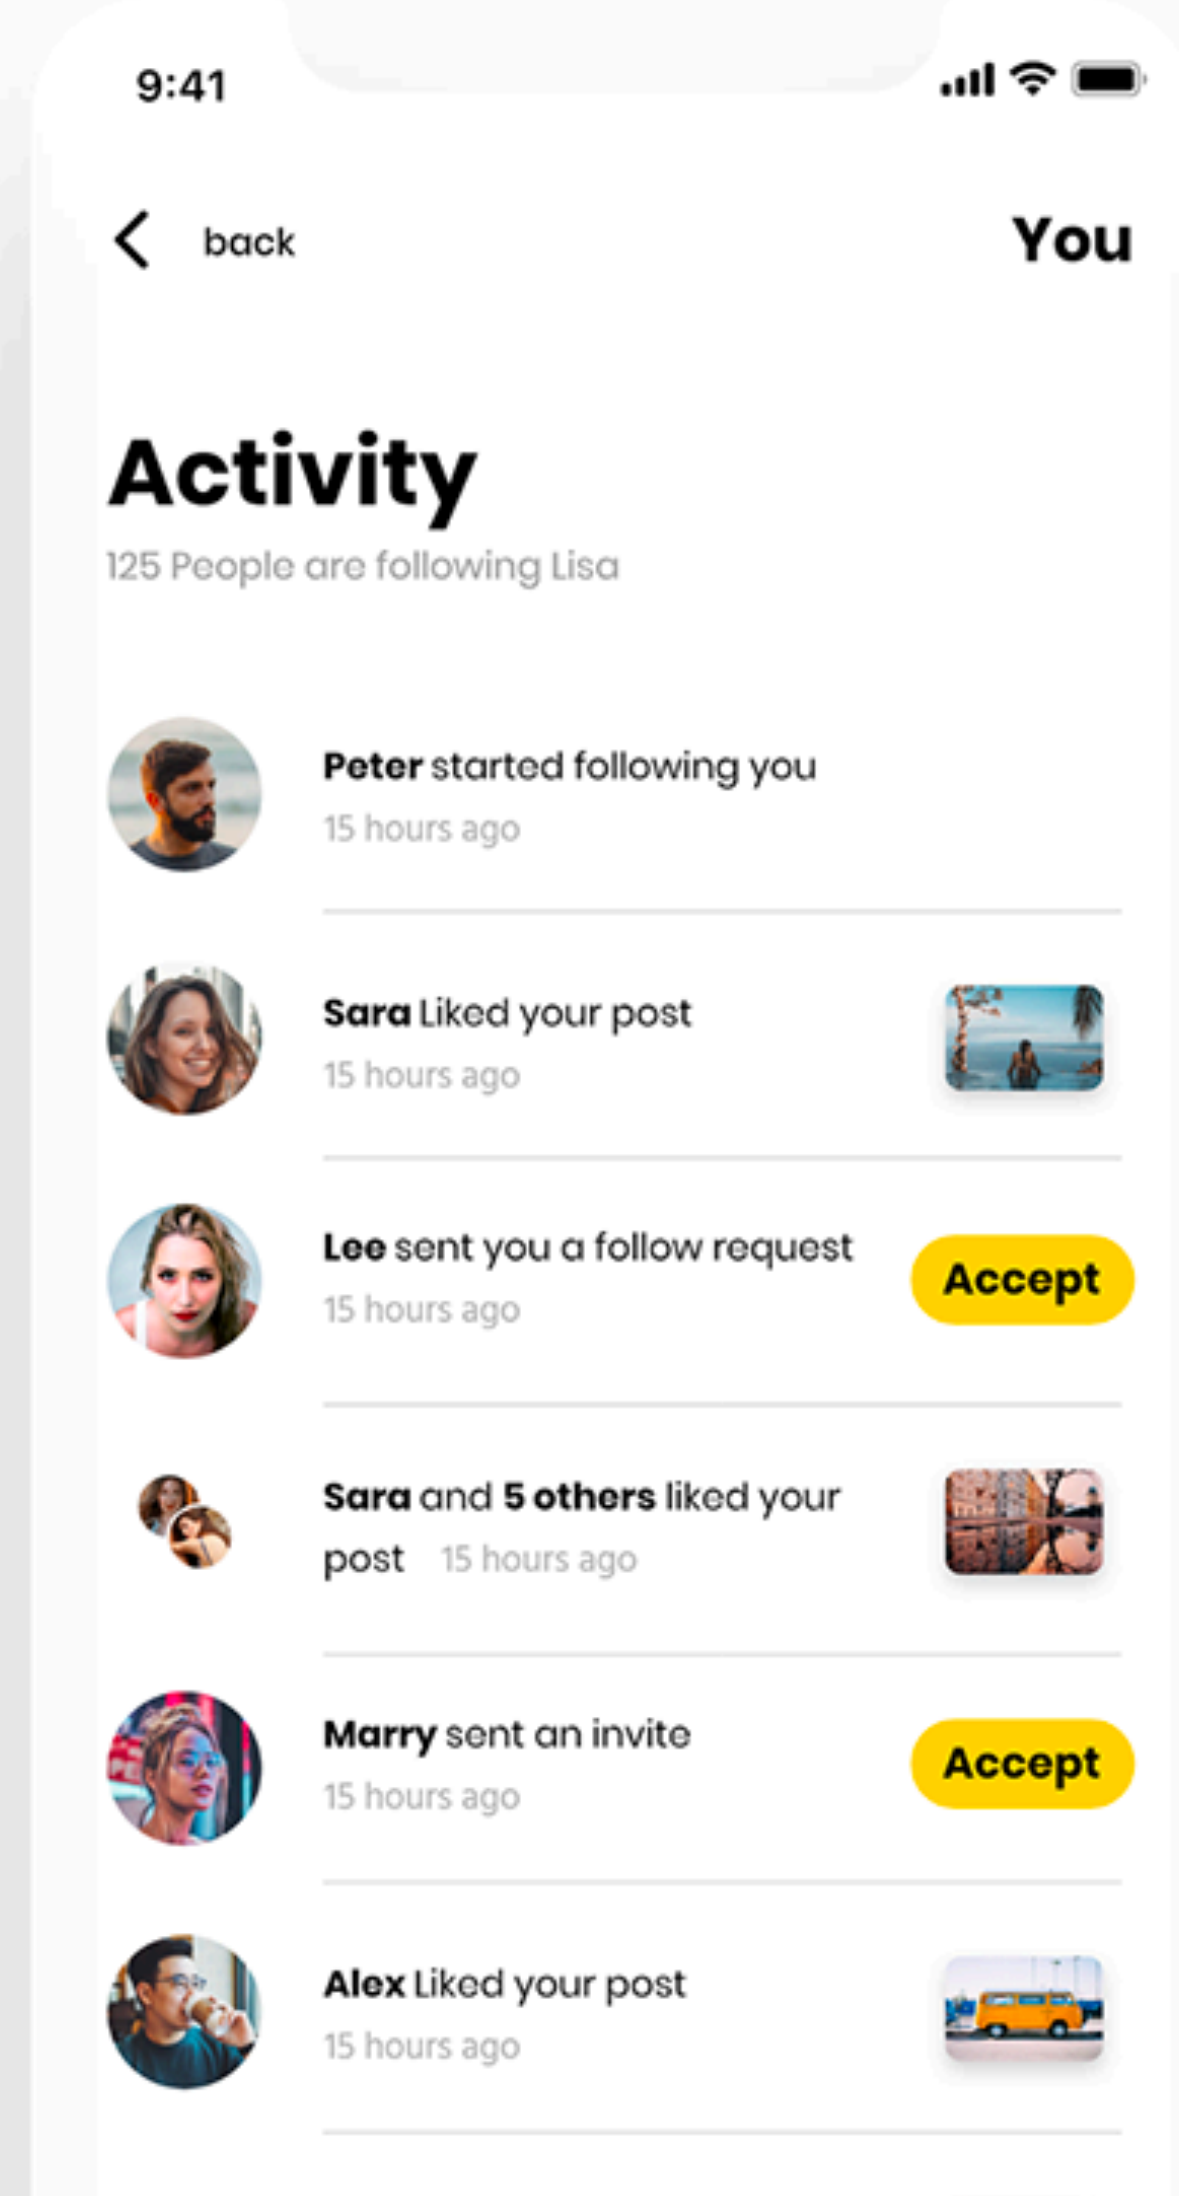 9:41
back
You
Activity
125 People are following Lisa
Peter started following you
15 hours ago
Sara Liked your post
15 hours ago
Lee sent you a follow request
15 hours ago
Accept
Sara and 5 others liked your
post 15 hours ago
Marry sent an invite
15 hours ago
Accept
Alex Liked your post
15 hours ago